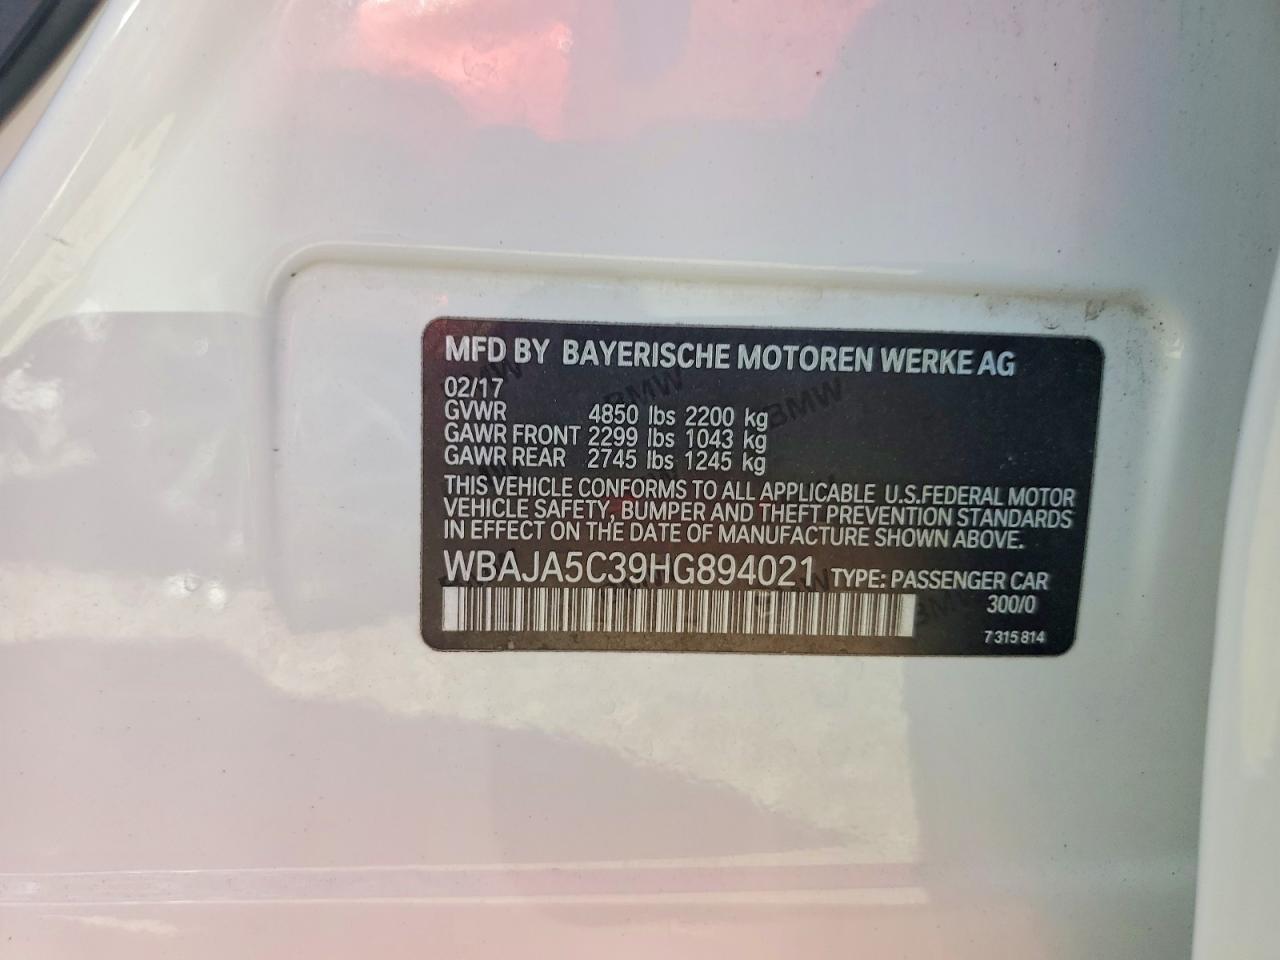 MFD BY BAYERISCHE MOTOREN WERKE AG
02/17
GVWR 4850 lbs 2200 kg
GAWR FRONT 2299 lbs 1043 kg
GAWR REAR 2745 lbs 1245 kg
THIS VEHICLE CONFORMS TO ALL APPLICABLE U.S.FEDERAL MOTOR
VEHICLE SAFETY, BUMPER AND THEFT PREVENTION STANDARDS
IN EFFECT ON THE DATE OF MANUFACTURE SHOWN ABOVE.
WBAJA5C39HG894021 TYPE: PASSENGER CAR
300/0
7 315 814